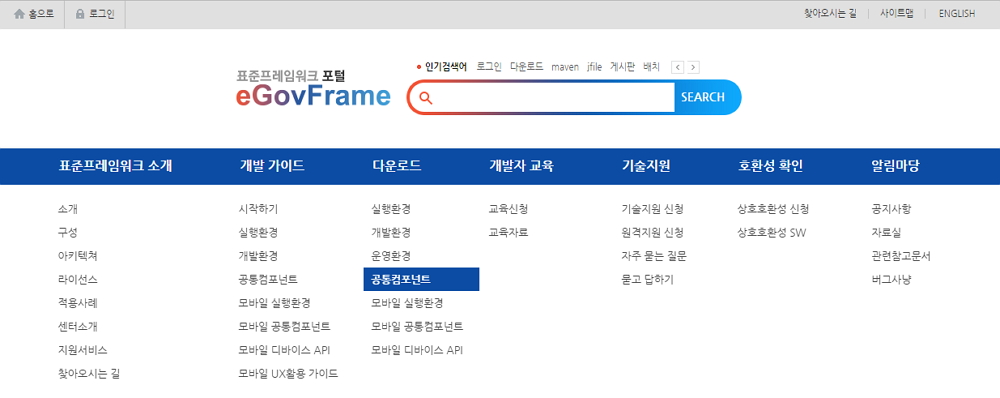 홈으로 로그인 찾아오시는 길 사이트맵 ENGLISH
인기검색어 로그인 다운로드 maven jfile 게시판 배치
표준프레임워크 포털
eGovFrame
SEARCH
표준프레임워크 소개 개발 가이드 다운로드 개발자 교육 기술지원 호환성 확인 알림마당
소개 시작하기 실행환경 교육신청 기술지원 신청 상호호환성 신청 공지사항
구성 실행환경 개발환경 교육자료 원격지원 신청 상호호환성 SW 자료실
아키텍쳐 개발환경 운영환경 자주 묻는 질문 관련참고문서
라이선스 공통컴포넌트 공통컴포넌트 묻고 답하기 버그사냥
적용사례 모바일 실행환경 모바일 실행환경
센터소개 모바일 공통컴포넌트 모바일 공통컴포넌트
지원서비스 모바일 디바이스 API 모바일 디바이스 API
찾아오시는 길 모바일 UX활용 가이드